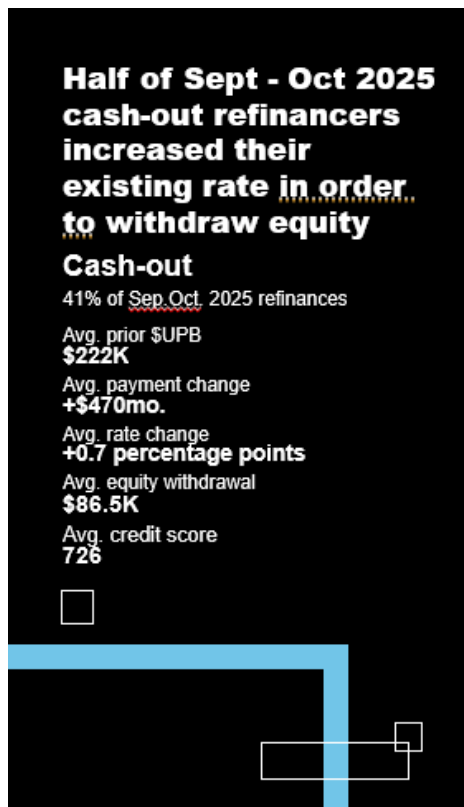 Half of Sept - Oct 2025
cash-out refinancers
increased their
existing rate in order
to withdraw equity
Cash-out
41% of Sep.Oct. 2025 refinances
Avg. prior $UPB
$222K
Avg. payment change
+$470mo.
Avg. rate change
+0.7 percentage points
Avg. equity withdrawal
$86.5K
Avg. credit score
726